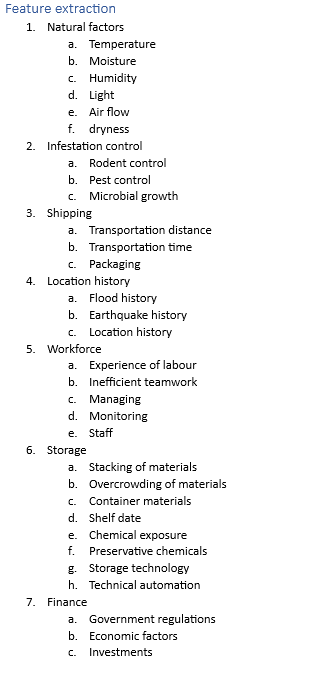 Feature extraction
1. Natural factors
a. Temperature
b. Moisture
c. Humidity
d. Light
e. Air flow
f. dryness
2. Infestation control
a. Rodent control
b. Pest control
c. Microbial growth
3. Shipping
a. Transportation distance
b. Transportation time
c. Packaging
4. Location history
a. Flood history
b. Earthquake history
c. Location history
5. Workforce
a. Experience of labour
b. Inefficient teamwork
c. Managing
d. Monitoring
e. Staff
6. Storage
a. Stacking of materials
b. Overcrowding of materials
c. Container materials
d. Shelf date
e. Chemical exposure
f. Preservative chemicals
g. Storage technology
h. Technical automation
7. Finance
a. Government regulations
b. Economic factors
c. Investments